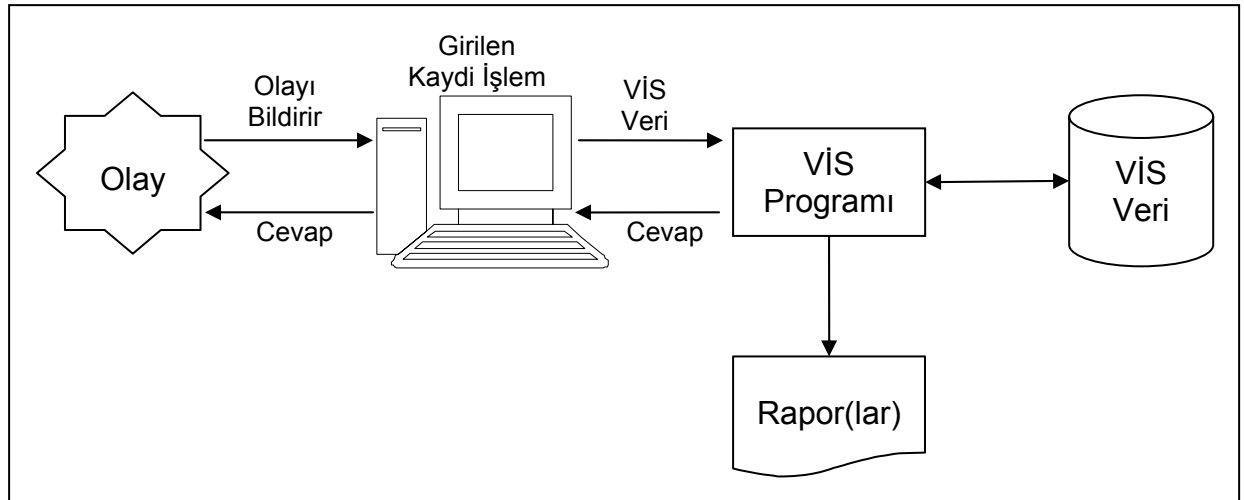 Olay
Olayı
Bildirir
Cevap
Girilen
Kaydi İşlem
VİS
Veri
Cevap
VİS
Programı
VİS
Veri
Rapor(lar)